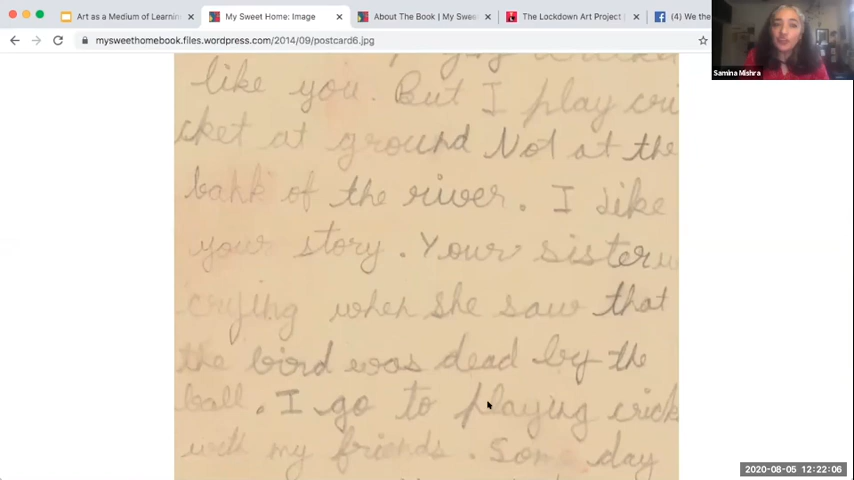 Art as a Medium of Learnin
My Sweet Home: Image
About The Book | My Swee
The Lockdown Art Project |
(4) We the
mysweethomebook.files.wordpress.com/2014/09/postcard6.jpg
Samina Mishra
like you. But I play cri
cket at ground Not at the
bank of the river. I like
your story. Your sister
crying when she saw that
the bird was dead by the
ball. I go to playing crick
with my friends. Some day
2020-08-05 12:22:06